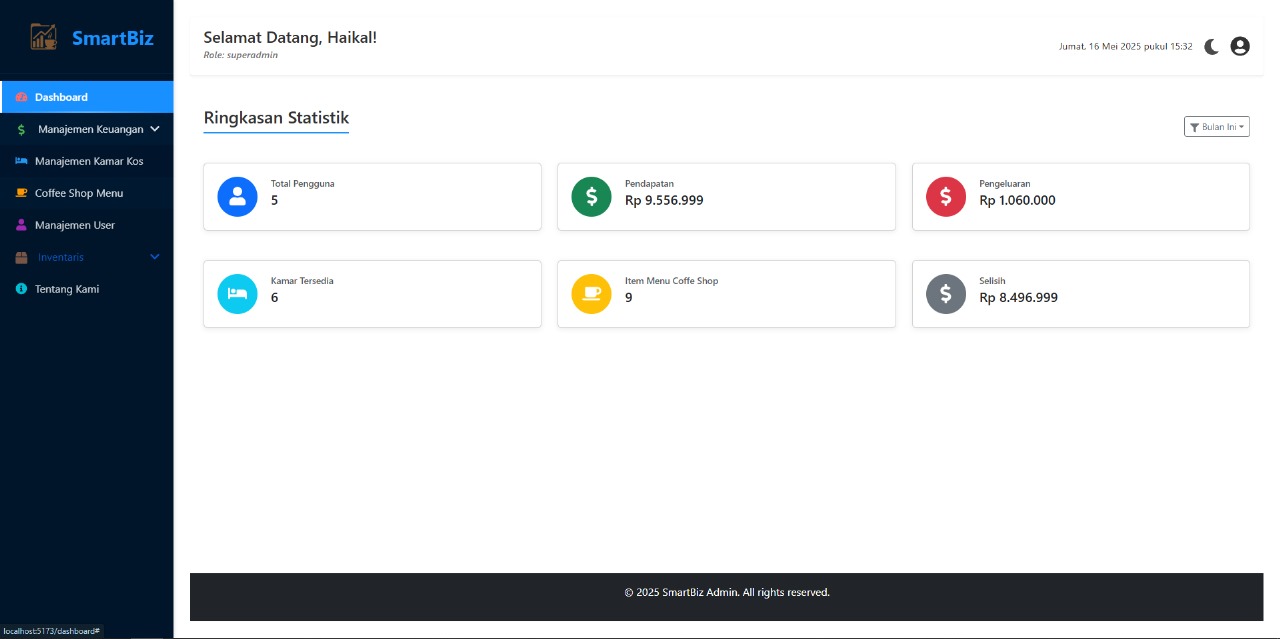 SmartBiz
Dashboard
Manajemen Keuangan
Manajemen Kamar Kos
Coffee Shop Menu
Manajemen User
Inventaris
Tentang Kami
localhost:5173/dashboard#
Selamat Datang, Haikal!
Role: superadmin
Jumat, 16 Mei 2025 pukul 15:32
Ringkasan Statistik
Bulan Ini
Total Pengguna
5
Pendapatan
Rp 9.556.999
Pengeluaran
Rp 1.060.000
Kamar Tersedia
6
Item Menu Coffe Shop
9
Selisih
Rp 8.496.999
© 2025 SmartBiz Admin. All rights reserved.